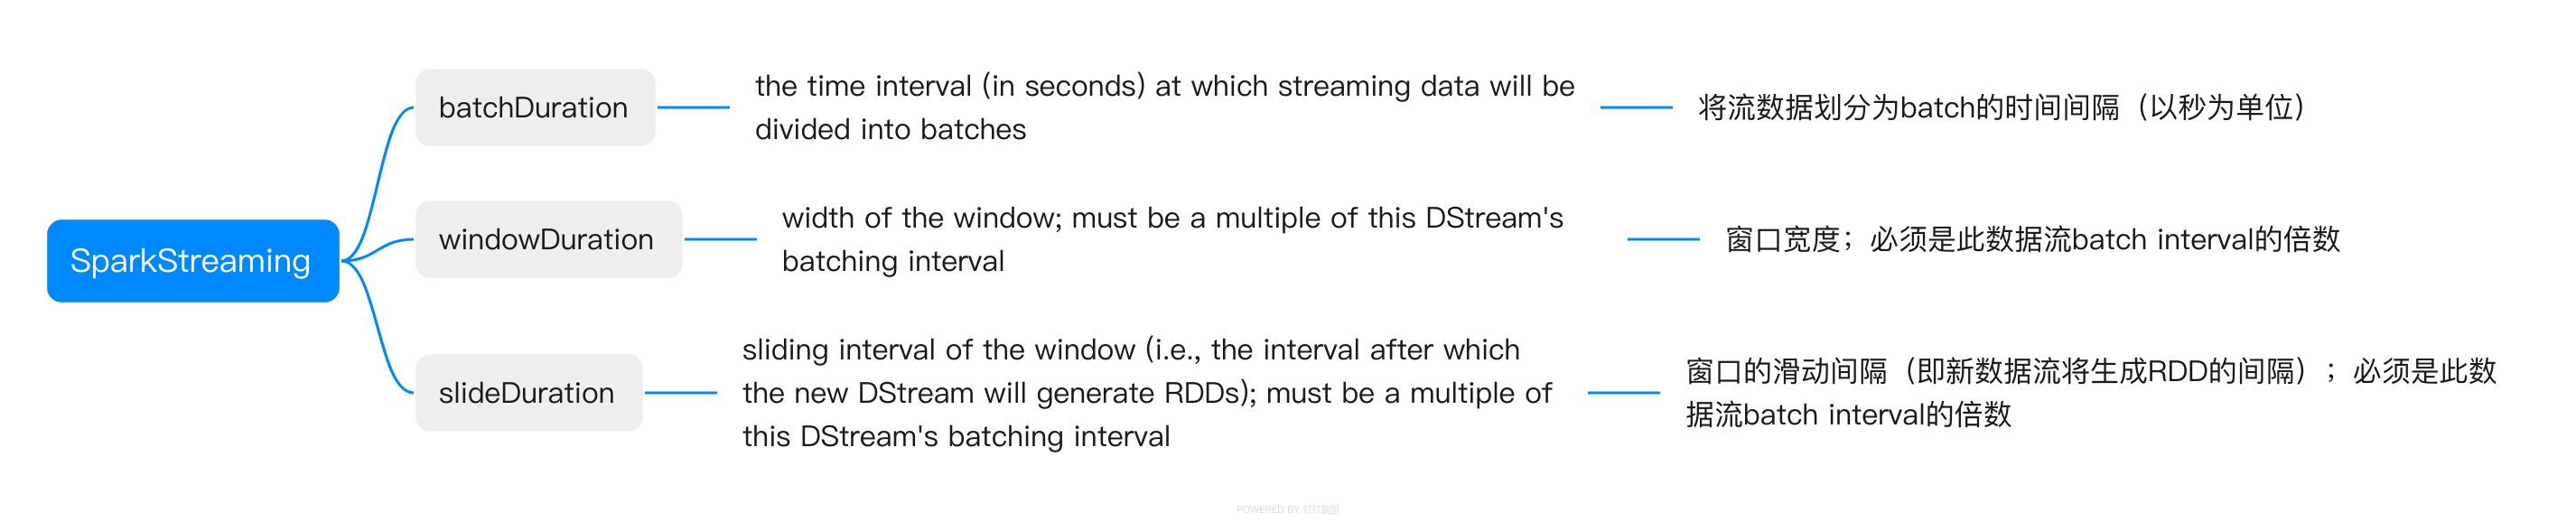 SparkStreaming
batchDuration
the time interval (in seconds) at which streaming data will be
divided into batches
将流数据划分为batch的时间间隔（以秒为单位）
windowDuration
width of the window; must be a multiple of this DStream's
batching interval
窗口宽度；必须是此数据流batch interval的倍数
slideDuration
sliding interval of the window (i.e., the interval after which
the new DStream will generate RDDs); must be a multiple of
this DStream's batching interval
窗口的滑动间隔（即新数据流将生成RDD的间隔）；必须是此数
据流batch interval的倍数
POWERED BY 钉钉脑图